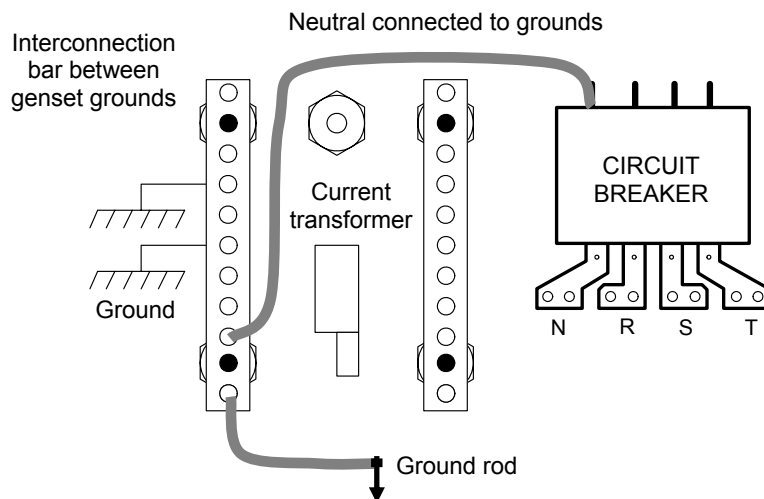 Neutral connected to grounds
Interconnection
bar between
genset grounds
CIRCUIT
BREAKER
Current
transformer
Ground
N R S T
Ground rod